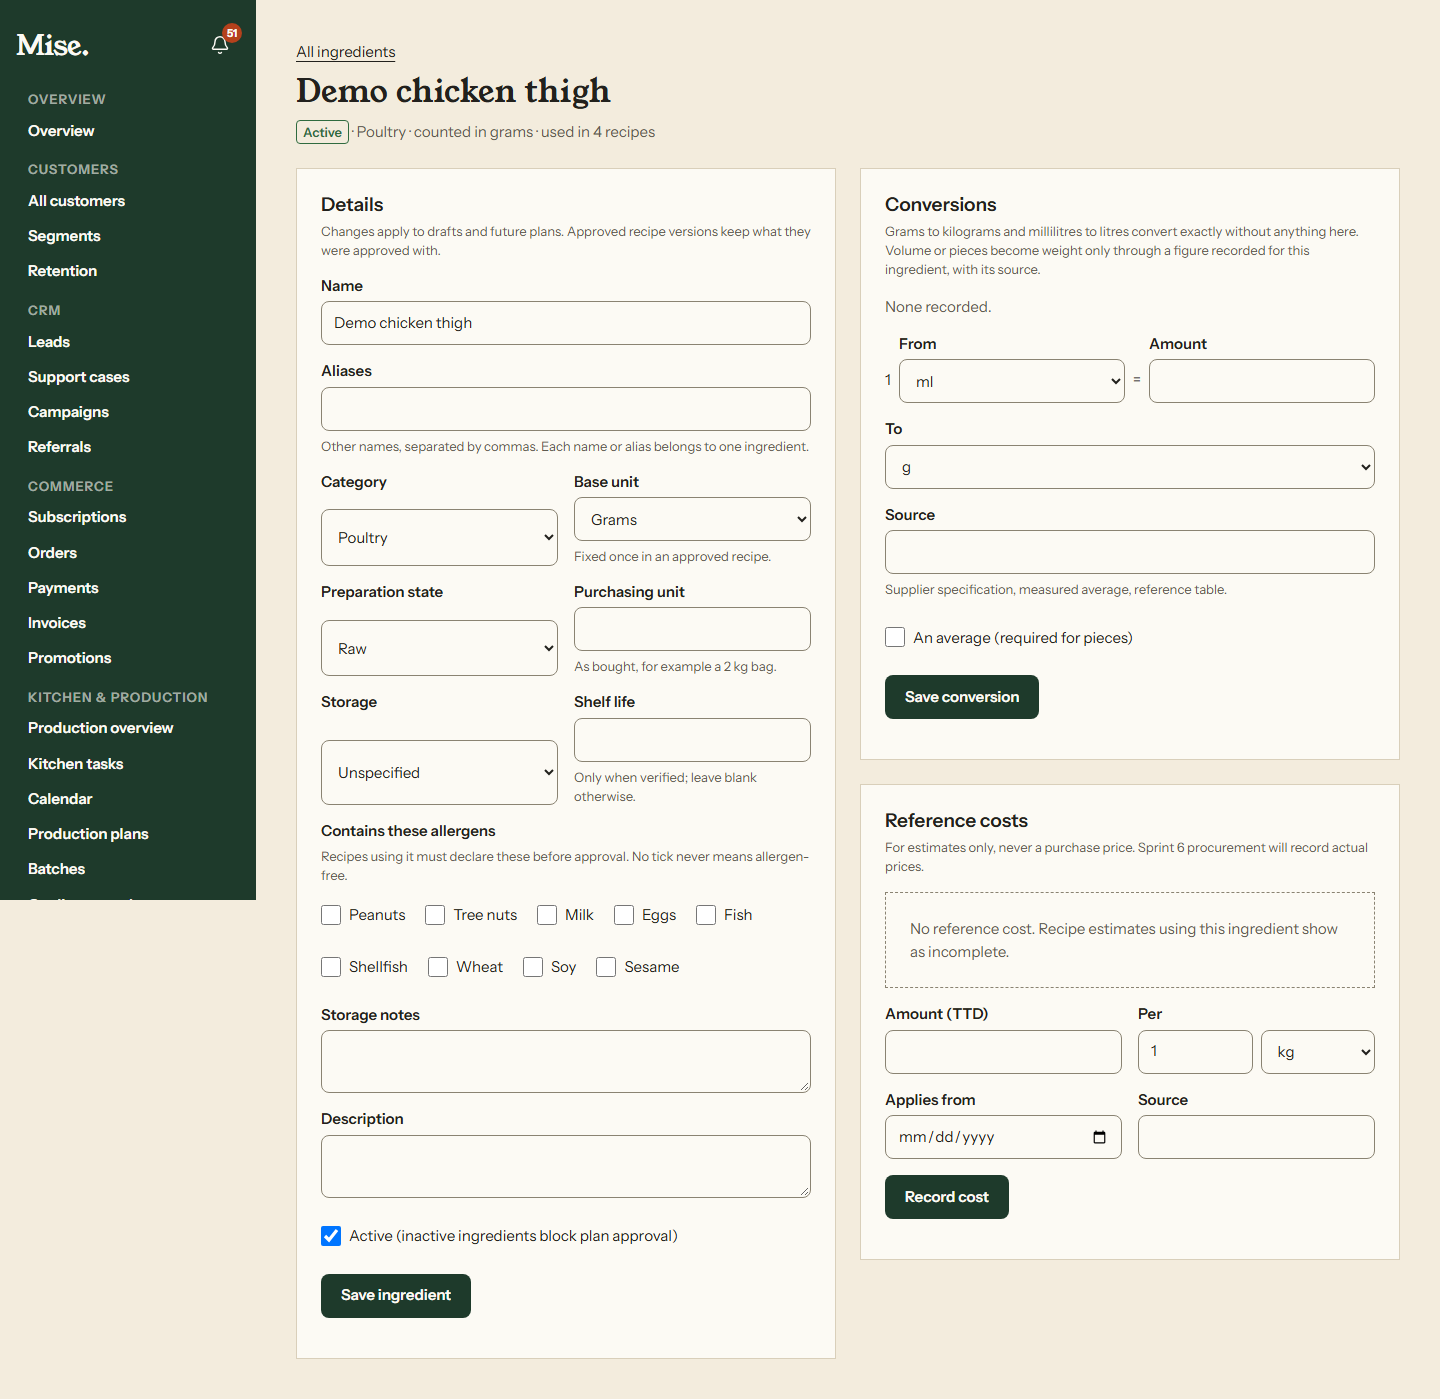 Mise.
51
OVERVIEW
Overview
CUSTOMERS
All customers
Segments
Retention
CRM
Leads
Support cases
Campaigns
Referrals
COMMERCE
Subscriptions
Orders
Payments
Invoices
Promotions
KITCHEN & PRODUCTION
Production overview
Kitchen tasks
Calendar
Production plans
Batches
All ingredients
Demo chicken thigh
Active · Poultry · counted in grams · used in 4 recipes
Details
Changes apply to drafts and future plans. Approved recipe versions keep what they
were approved with.
Name
Demo chicken thigh
Aliases
Other names, separated by commas. Each name or alias belongs to one ingredient.
Category
Poultry
Base unit
Grams
Fixed once in an approved recipe.
Preparation state
Raw
Purchasing unit
As bought, for example a 2 kg bag.
Storage
Unspecified
Shelf life
Only when verified; leave blank
otherwise.
Contains these allergens
Recipes using it must declare these before approval. No tick never means allergen-
free.
Peanuts Tree nuts Milk Eggs Fish
Shellfish Wheat Soy Sesame
Storage notes
Description
Active (inactive ingredients block plan approval)
Save ingredient
Conversions
Grams to kilograms and millilitres to litres convert exactly without anything here.
Volume or pieces become weight only through a figure recorded for this
ingredient, with its source.
None recorded.
From Amount
1 ml =
To
g
Source
Supplier specification, measured average, reference table.
An average (required for pieces)
Save conversion
Reference costs
For estimates only, never a purchase price. Sprint 6 procurement will record actual
prices.
No reference cost. Recipe estimates using this ingredient show
as incomplete.
Amount (TTD) Per
1 kg
Applies from Source
mm/dd/yyyy
Record cost